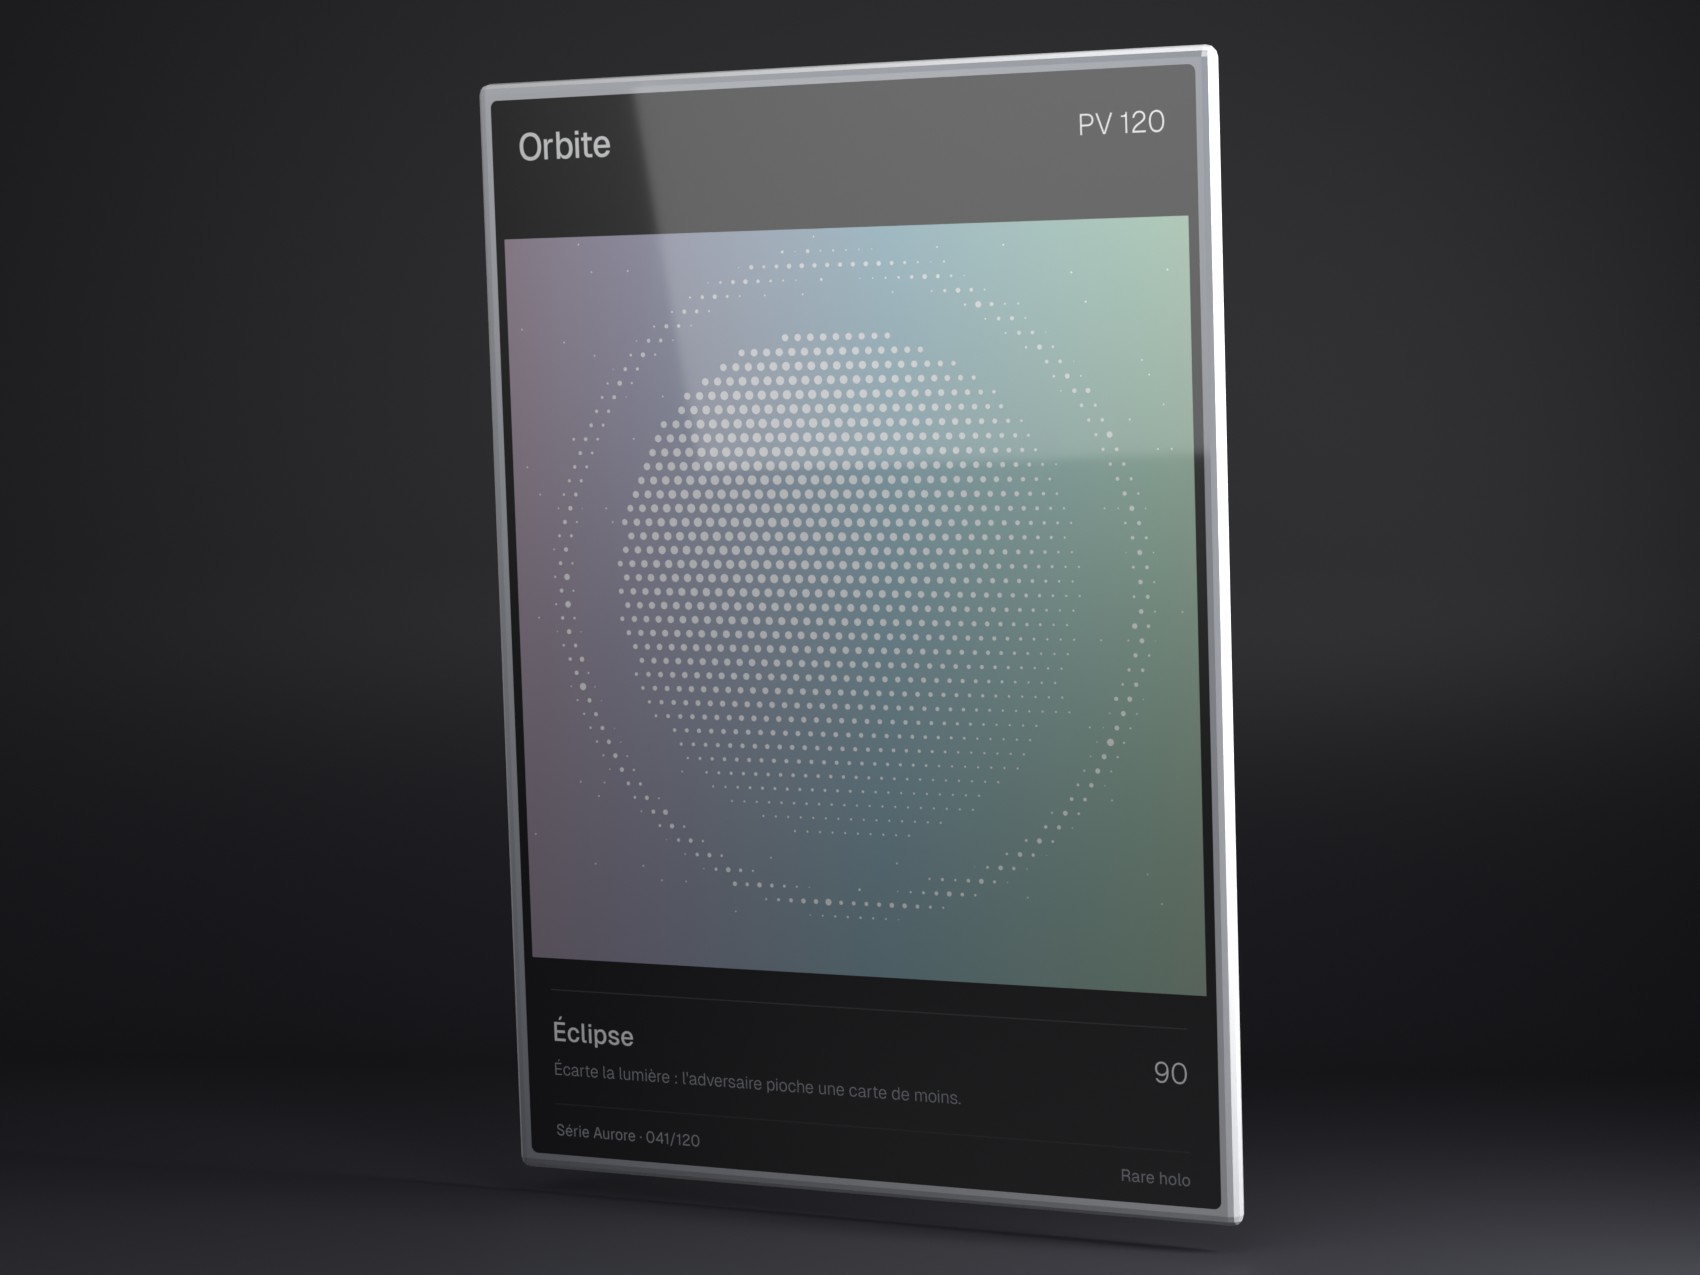 Orbite
PV 120
Éclipse
90
Écarte la lumière : l'adversaire pioche une carte de moins.
Série Aurore · 041/120
Rare holo